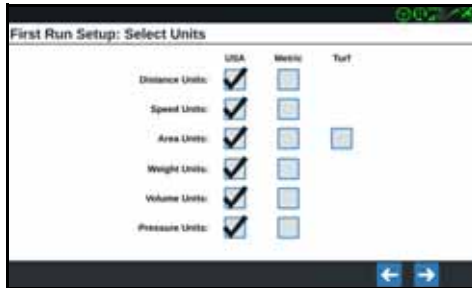 First Run Setup: Select Units
USA Metric Turf
Distance Units:
Speed Units:
Area Units:
Weight Units:
Volume Units:
Pressure Units: